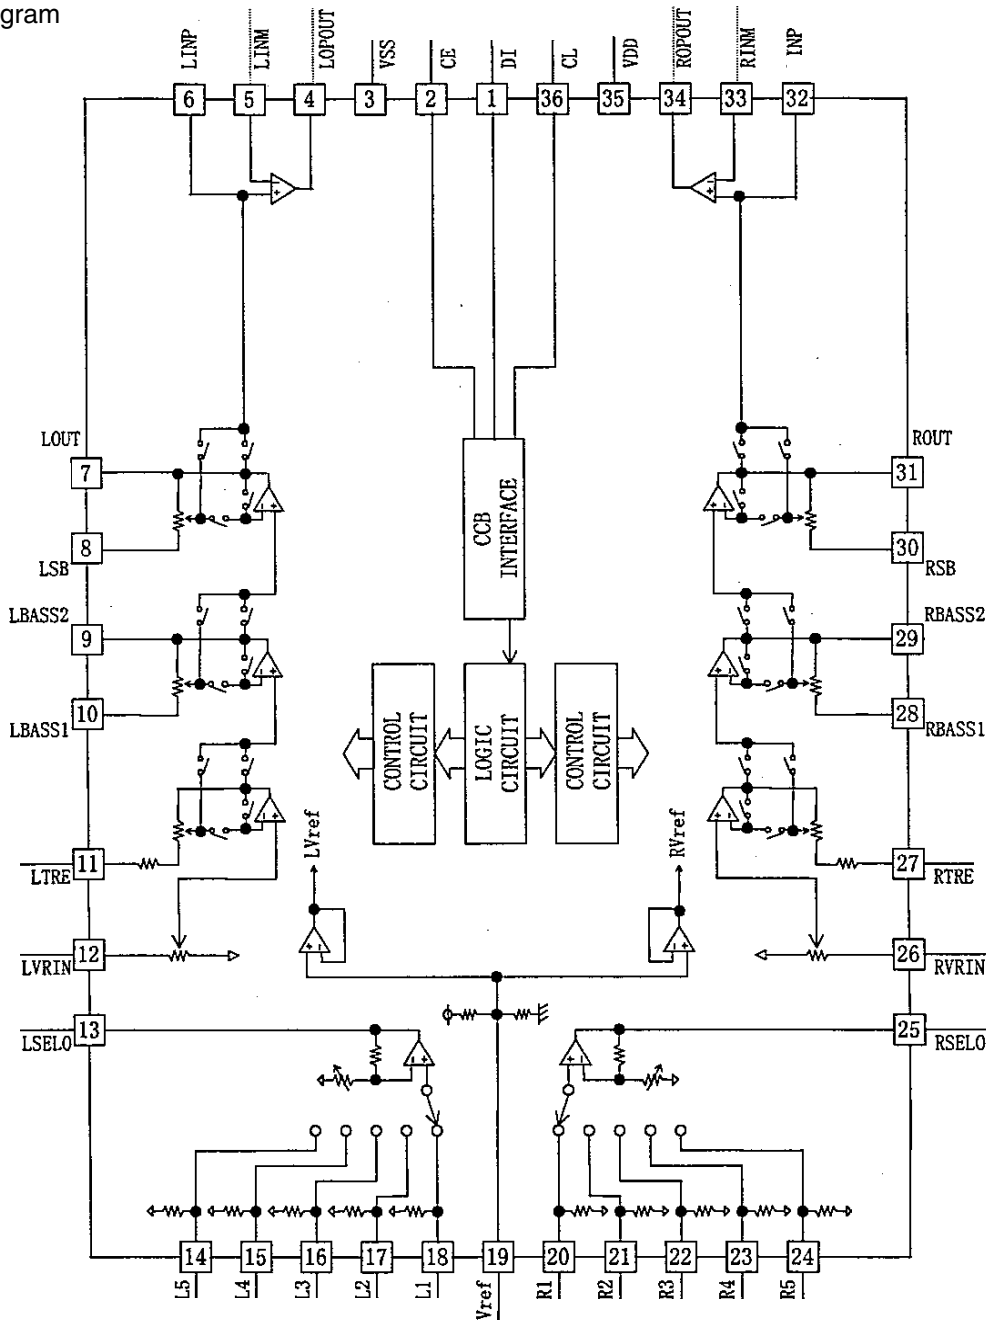 gram
LINP
LINM
LOPOUT
VSS
CE
DI
CL
VDD
ROPOUT
RINM
INP
6
5
4
3
2
1
36
35
34
33
32
LOUT
ROUT
7
31
8
30
LSB
RSB
CCB
INTERFACE
LBASS2
RBASS2
9
29
10
28
LBASS1
RBASS1
CONTROL
CIRCUIT
LOGIC
CIRCUIT
CONTROL
CIRCUIT
LVref
RVref
11
27
LTRE
RTRE
12
26
LVRIN
RVRIN
13
25
LSELO
RSELO
14
15
16
17
18
19
20
21
22
23
24
L5
L4
L3
L2
L1
Vref
R1
R2
R3
R4
R5